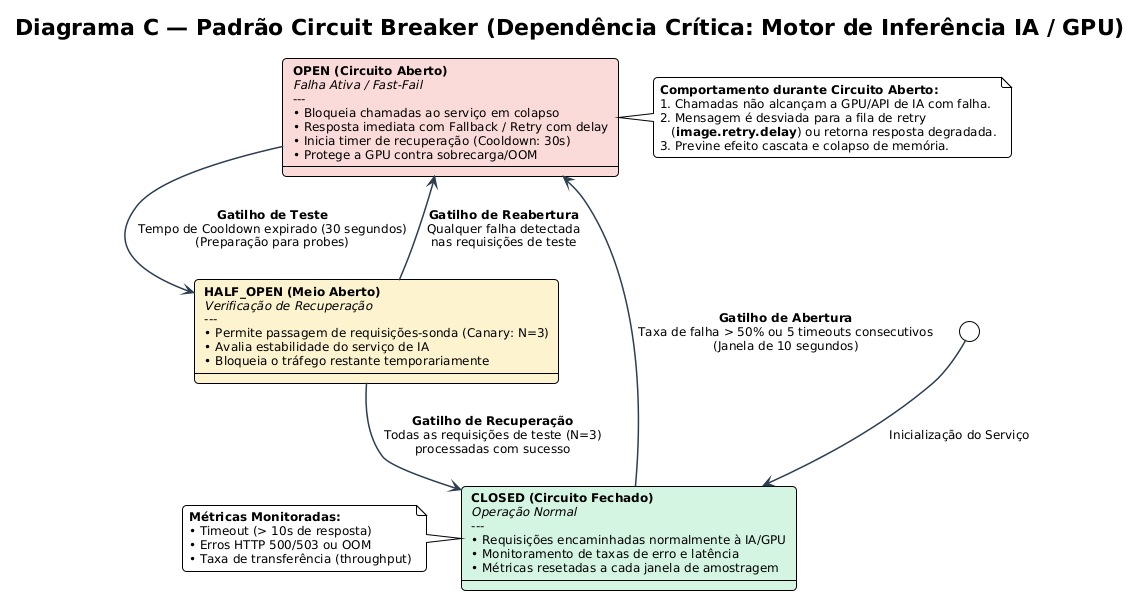 Diagrama C — Padrão Circuit Breaker (Dependência Crítica: Motor de Inferência IA / GPU)
OPEN (Circuito Aberto)
Falha Ativa / Fast-Fail
---
• Bloqueia chamadas ao serviço em colapso
• Resposta imediata com Fallback / Retry com delay
• Inicia timer de recuperação (Cooldown: 30s)
• Protege a GPU contra sobrecarga/OOM
Comportamento durante Circuito Aberto:
1. Chamadas não alcançam a GPU/API de IA com falha.
2. Mensagem é desviada para a fila de retry
(image.retry.delay) ou retorna resposta degradada.
3. Previne efeito cascata e colapso de memória.
Gatilho de Teste
Tempo de Cooldown expirado (30 segundos)
(Preparação para probes)
Gatilho de Reabertura
Qualquer falha detectada
nas requisições de teste
HALF_OPEN (Meio Aberto)
Verificação de Recuperação
---
• Permite passagem de requisições-sonda (Canary: N=3)
• Avalia estabilidade do serviço de IA
• Bloqueia o tráfego restante temporariamente
Gatilho de Abertura
Taxa de falha > 50% ou 5 timeouts consecutivos
(Janela de 10 segundos)
Gatilho de Recuperação
Todas as requisições de teste (N=3)
processadas com sucesso
Inicialização do Serviço
Métricas Monitoradas:
• Timeout (> 10s de resposta)
• Erros HTTP 500/503 ou OOM
• Taxa de transferência (throughput)
CLOSED (Circuito Fechado)
Operação Normal
---
• Requisições encaminhadas normalmente à IA/GPU
• Monitoramento de taxas de erro e latência
• Métricas resetadas a cada janela de amostragem